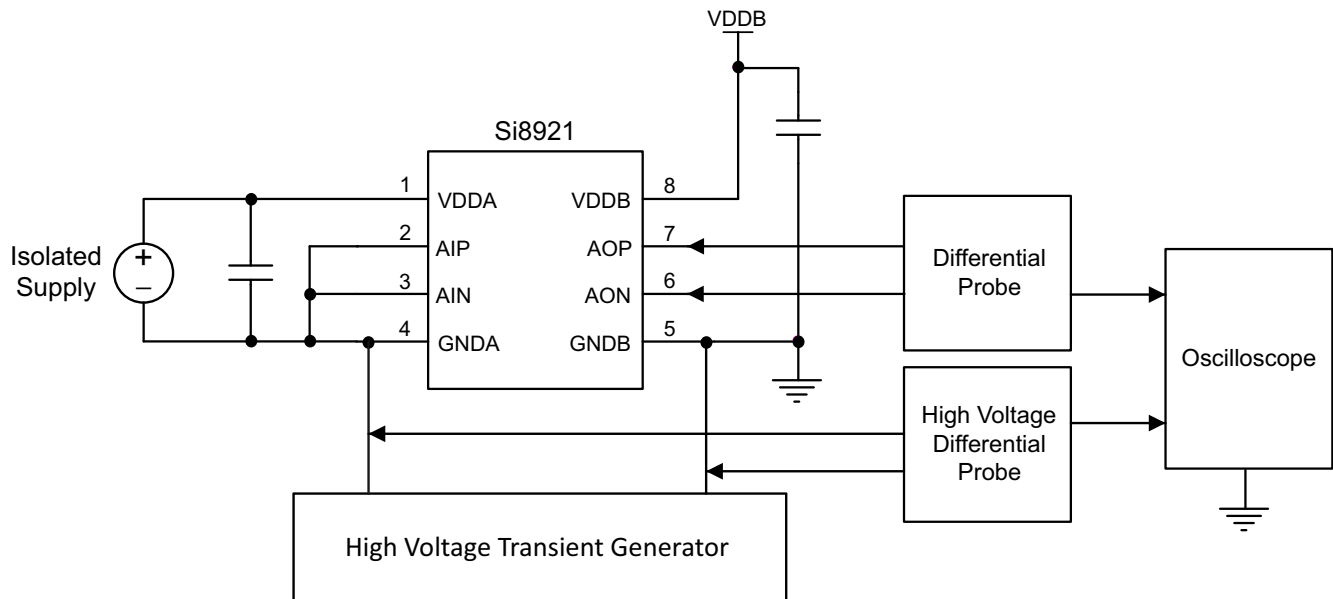 VDDB
Si8921
1
VDDA
VDDB
8
2
AIP
AOP
7
3
AIN
AON
6
4
GNDA
GNDB
5
Isolated
Supply
+
–
Differential
Probe
High Voltage
Differential
Probe
Oscilloscope
High Voltage Transient Generator